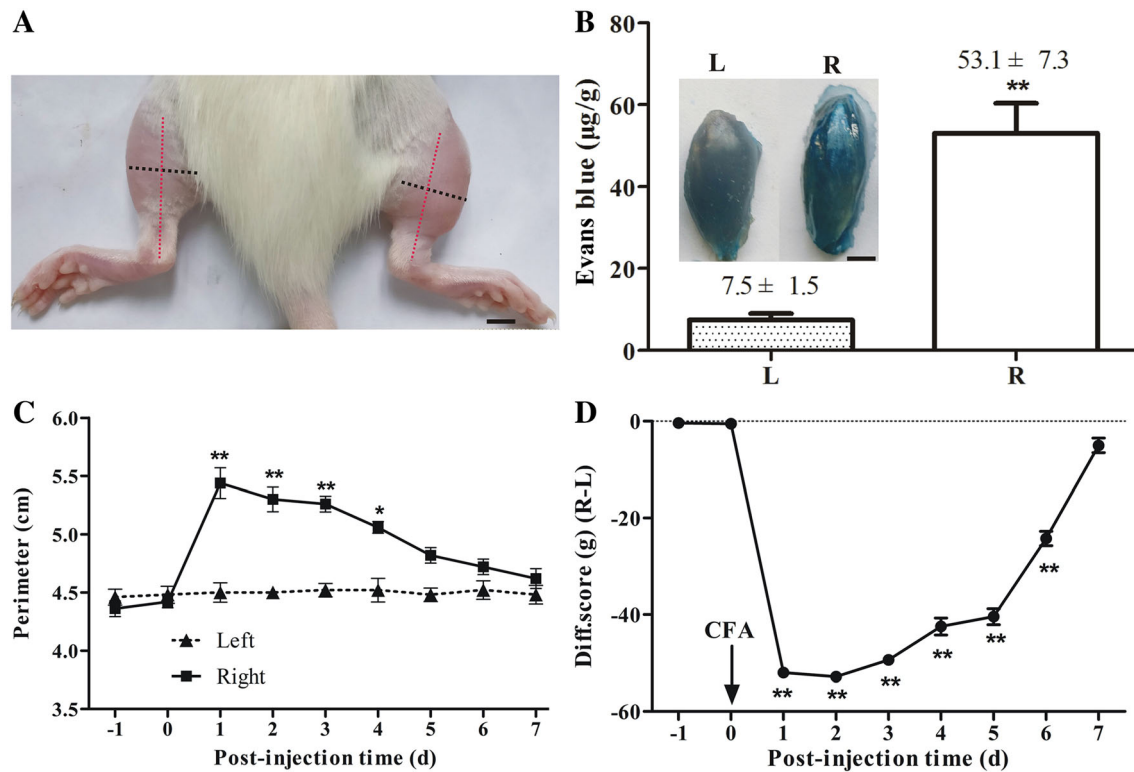 A
B
80
60
40
20
0
Evans blue (µg/g)
L
R
53.1 ± 7.3
**
7.5 ± 1.5
L
R
C
6.0
5.5
5.0
4.5
4.0
3.5
Perimeter (cm)
**
**
**
*
Left
Right
-1 0 1 2 3 4 5 6 7
Post-injection time (d)
D
0
-20
-40
-60
Diff.score (g) (R-L)
CFA
**
**
**
**
**
**
-1 0 1 2 3 4 5 6 7
Post-injection time (d)